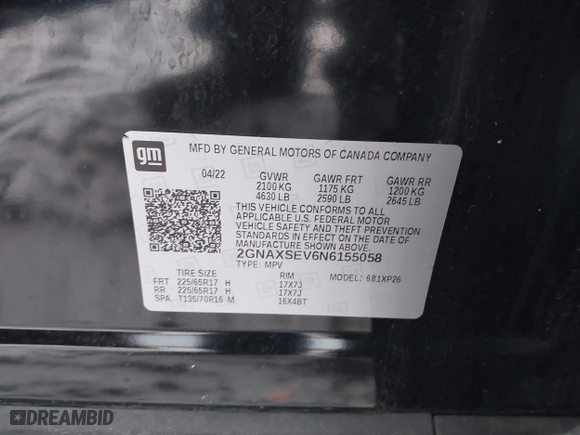 gm
MFD BY GENERAL MOTORS OF CANADA COMPANY
04/22 GVWR GAWR FRT GAWR RR
2100 KG 1175 KG 1200 KG
4630 LB 2590 LB 2645 LB
THIS VEHICLE CONFORMS TO ALL
APPLICABLE U.S. FEDERAL MOTOR
VEHICLE SAFETY AND THEFT PREVENTION
STANDARDS IN EFFECT ON THE DATE OF
MANUFACTURE SHOWN ABOVE.
2GNAXSEV6N6155058
TYPE: MPV MODEL: 681XP26
TIRE SIZE RIM
FRT 225/65R17 H 17X7J
RR 225/65R17 H 17X7J
SPA T135/70R16 M 16X4BT
DREAMBID